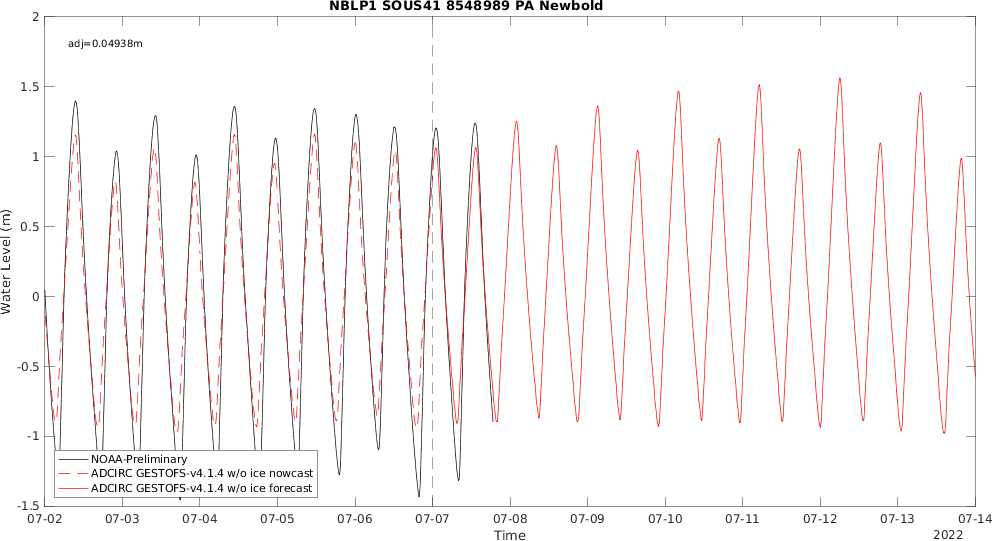 NBLP1 SOUS41 8548989 PA Newbold
adj=0.04938m
2
1.5
1
0.5
0
-0.5
-1
-1.5
Water Level (m)
NOAA-Preliminary
ADCIRC GESTOFS-v4.1.4 w/o ice nowcast
ADCIRC GESTOFS-v4.1.4 w/o ice forecast
07-02 07-03 07-04 07-05 07-06 07-07 07-08 07-09 07-10 07-11 07-12 07-13 07-14
Time
2022